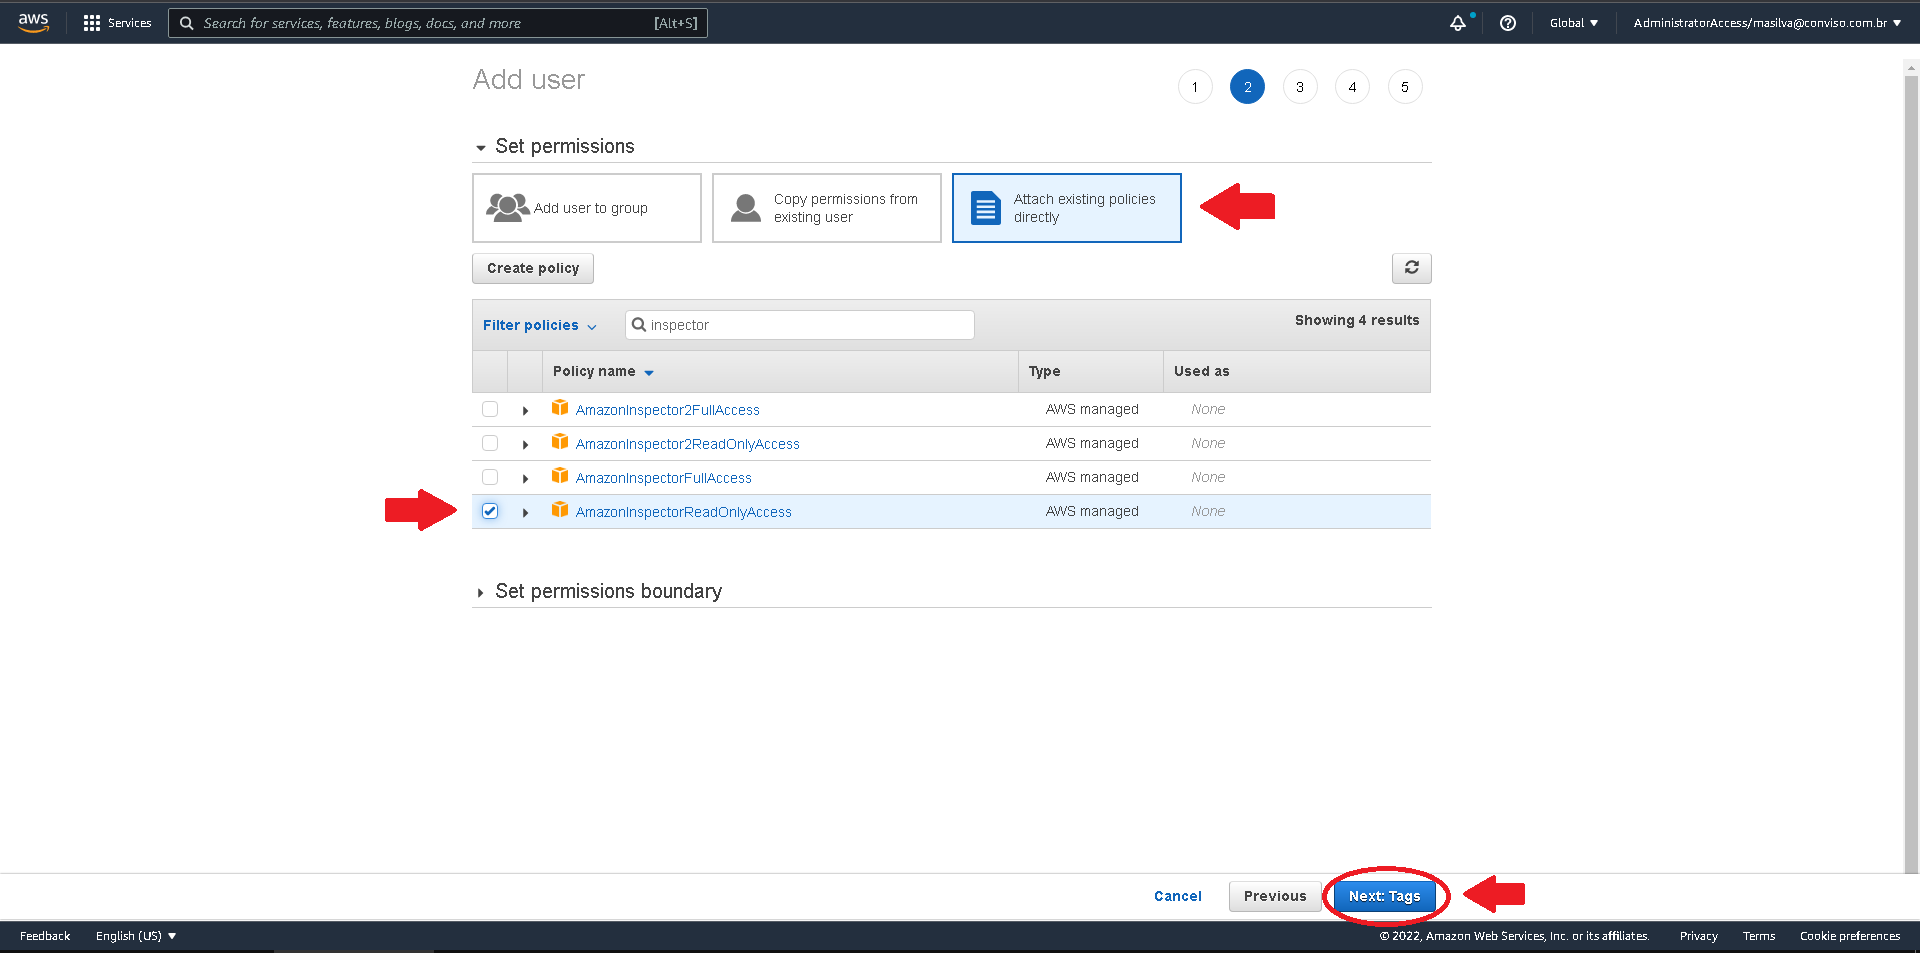 aws
Services
Search for services, features, blogs, docs, and more
[Alt+S]
Global
AdministratorAccess/masilva@conviso.com.br
Add user
1
2
3
4
5
Set permissions
Add user to group
Copy permissions from
existing user
Attach existing policies
directly
Create policy
Filter policies
inspector
Showing 4 results
Policy name
Type
Used as
AmazonInspector2FullAccess
AWS managed
None
AmazonInspector2ReadOnlyAccess
AWS managed
None
AmazonInspectorFullAccess
AWS managed
None
AmazonInspectorReadOnlyAccess
AWS managed
None
Set permissions boundary
Cancel
Previous
Next: Tags
Feedback
English (US)
© 2022, Amazon Web Services, Inc. or its affiliates.
Privacy
Terms
Cookie preferences